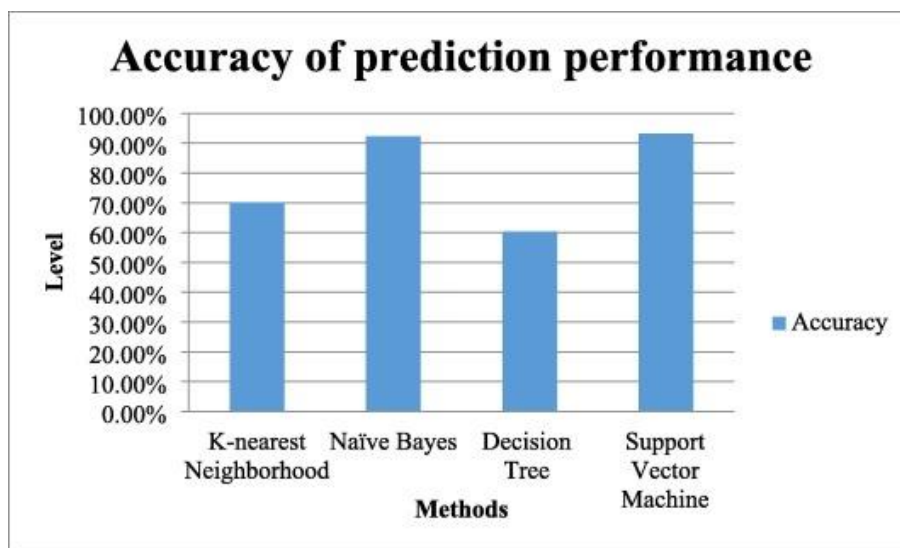 Accuracy of prediction performance
100.00%
90.00%
80.00%
70.00%
60.00%
50.00%
40.00%
30.00%
20.00%
10.00%
0.00%
Level
K-nearest
Neighborhood
Naïve Bayes
Decision
Tree
Support
Vector
Machine
Methods
Accuracy